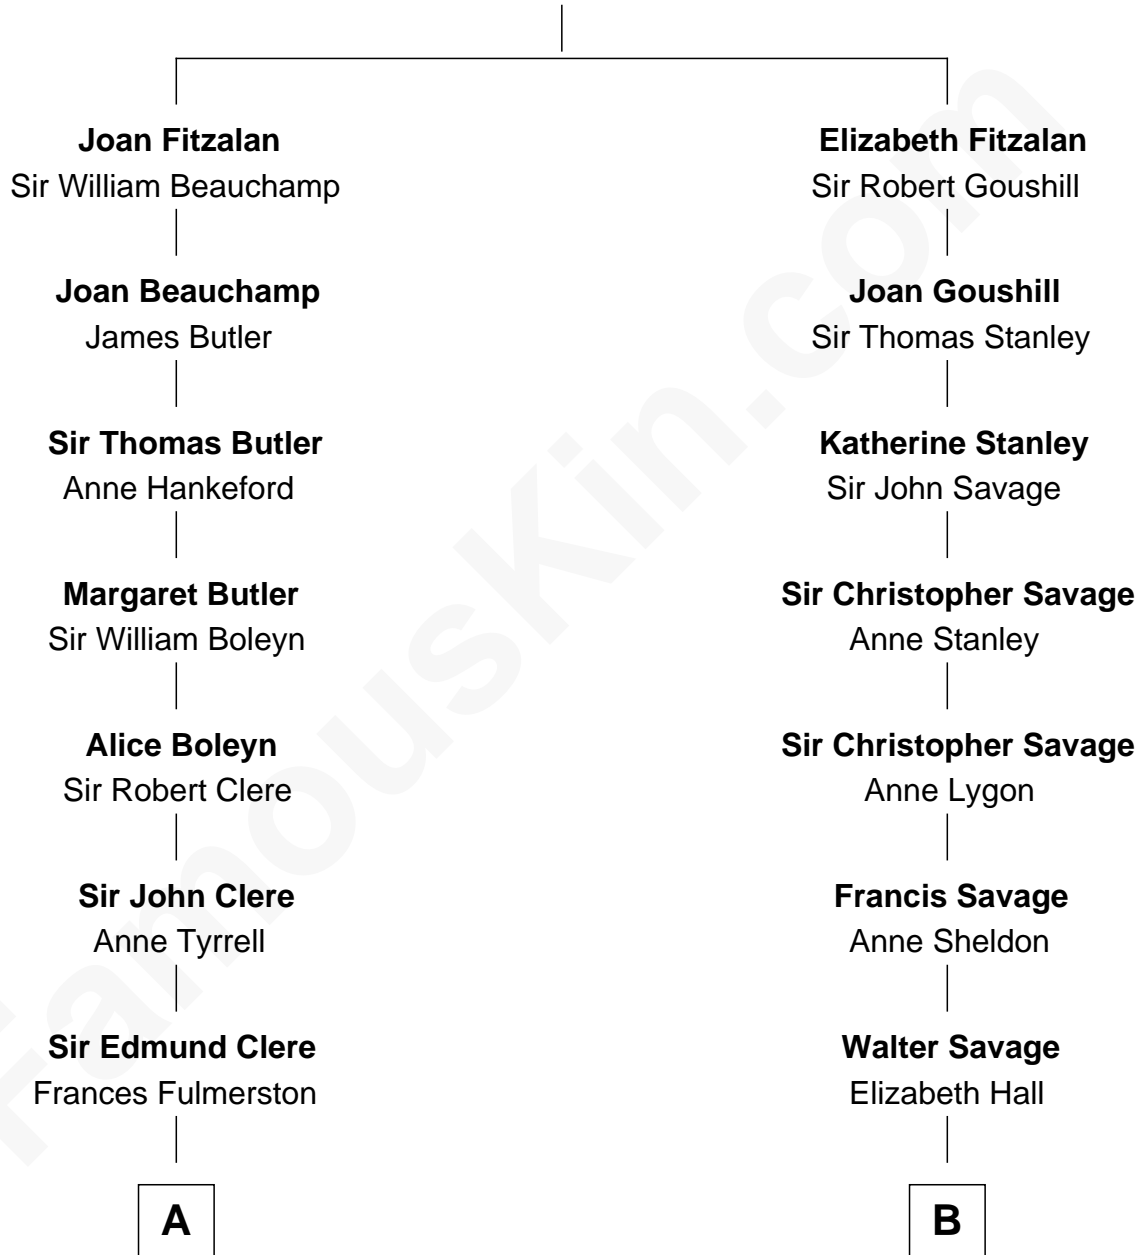 Joan Fitzalan
Sir William Beauchamp
Joan Beauchamp
James Butler
Sir Thomas Butler
Anne Hankeford
Margaret Butler
Sir William Boleyn
Alice Boleyn
Sir Robert Clere
Sir John Clere
Anne Tyrrell
Sir Edmund Clere
Frances Fulmerston
A
Elizabeth Fitzalan
Sir Robert Goushill
Joan Goushill
Sir Thomas Stanley
Katherine Stanley
Sir John Savage
Sir Christopher Savage
Anne Stanley
Sir Christopher Savage
Anne Lygon
Francis Savage
Anne Sheldon
Walter Savage
Elizabeth Hall
B
FamousKin.com